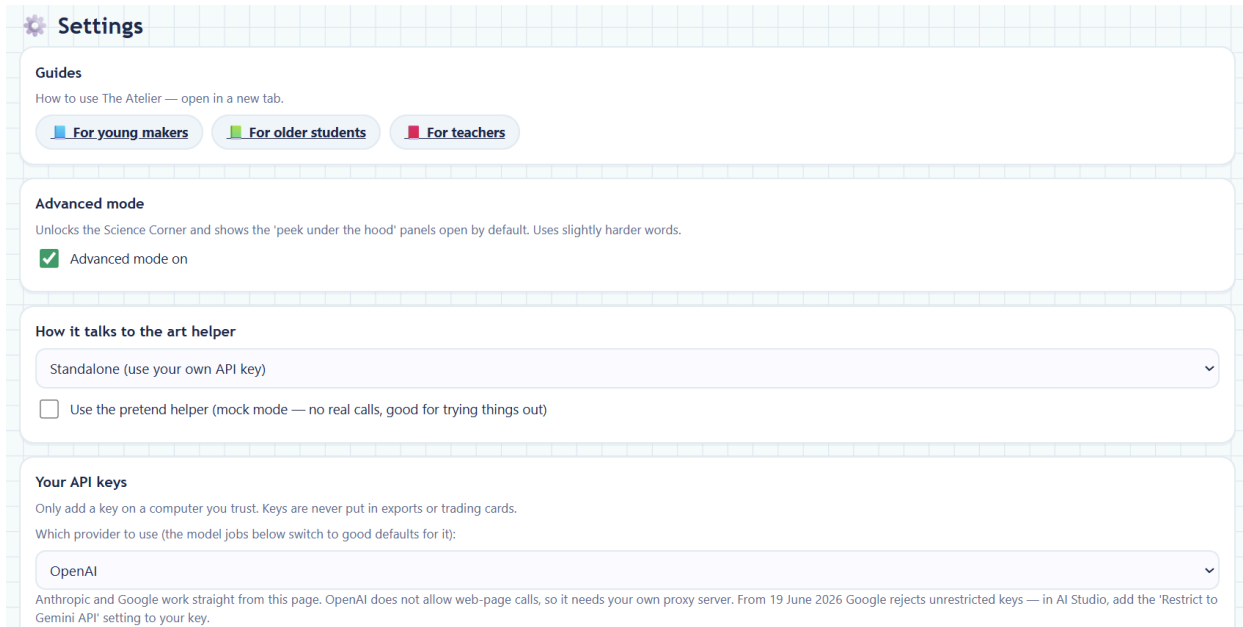 Settings
Guides
How to use The Atelier — open in a new tab.
For young makers For older students For teachers
Advanced mode
Unlocks the Science Corner and shows the 'peek under the hood' panels open by default. Uses slightly harder words.
Advanced mode on
How it talks to the art helper
Standalone (use your own API key)
Use the pretend helper (mock mode — no real calls, good for trying things out)
Your API keys
Only add a key on a computer you trust. Keys are never put in exports or trading cards.
Which provider to use (the model jobs below switch to good defaults for it):
OpenAI
Anthropic and Google work straight from this page. OpenAI does not allow web-page calls, so it needs your own proxy server. From 19 June 2026 Google rejects unrestricted keys — in AI Studio, add the 'Restrict to
Gemini API' setting to your key.